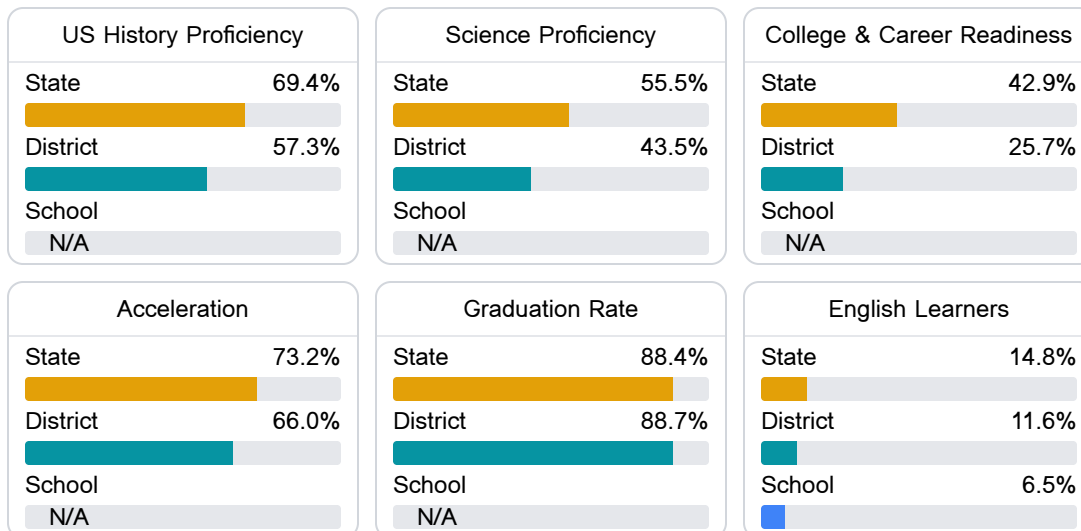 US History Proficiency
State 69.4%
District 57.3%
School
N/A
Science Proficiency
State 55.5%
District 43.5%
School
N/A
College & Career Readiness
State 42.9%
District 25.7%
School
N/A
Acceleration
State 73.2%
District 66.0%
School
N/A
Graduation Rate
State 88.4%
District 88.7%
School
N/A
English Learners
State 14.8%
District 11.6%
School 6.5%